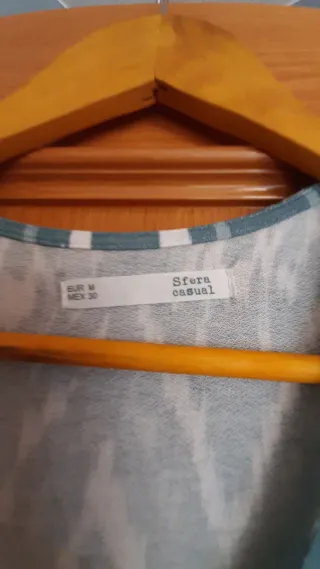 EUR M
MEX 30
Sfera
casual